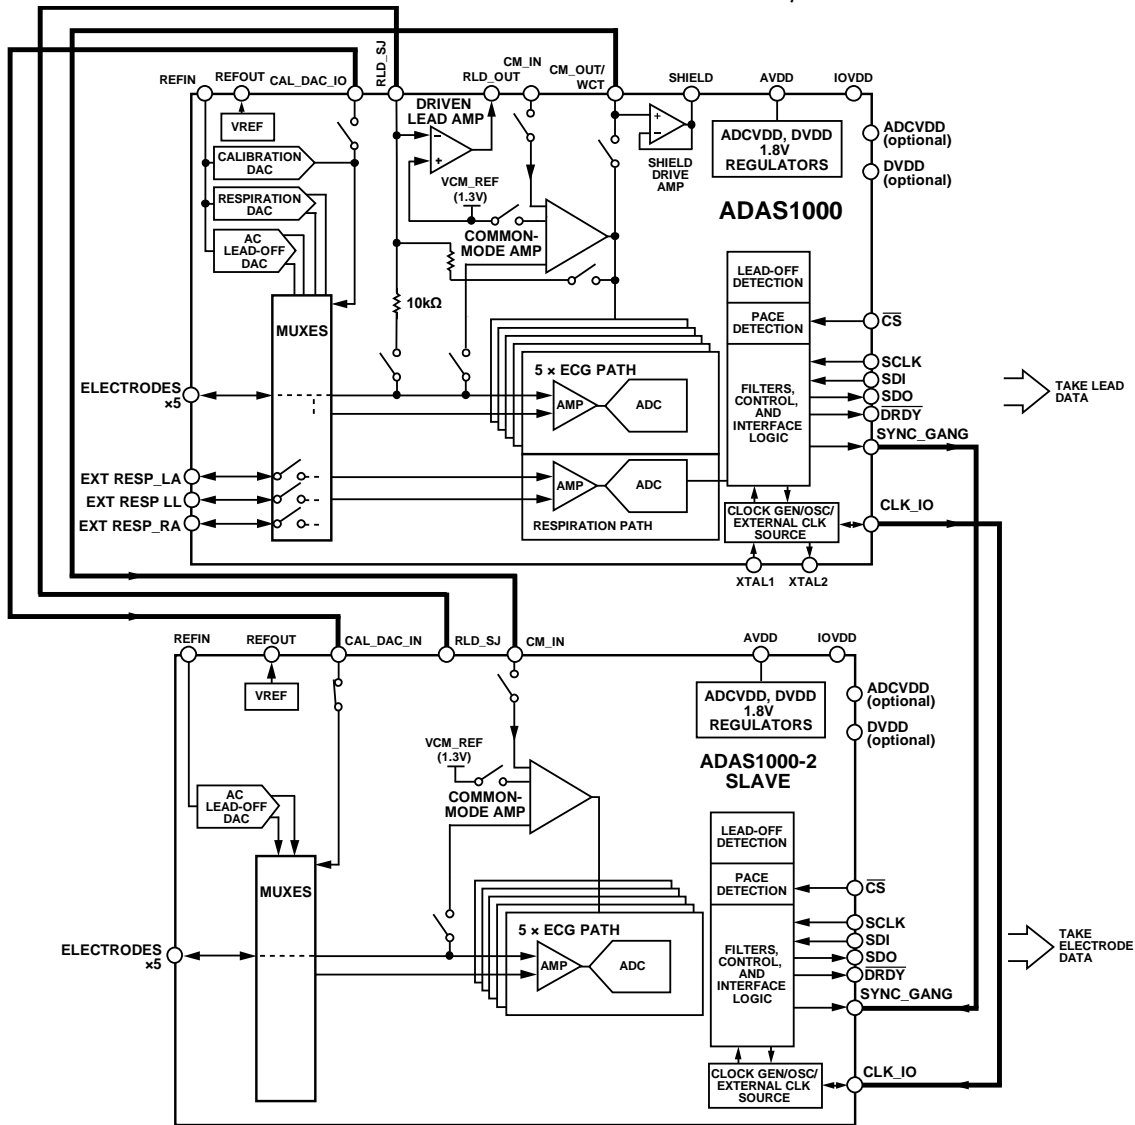 REFIN
REFOUT
CAL_DAC_IO
RLD_SJ
RLD_OUT
CM_IN
CM_OUT/
WCT
SHIELD
AVDD
IOVDD
VREF
DRIVEN
LEAD AMP
CALIBRATION
DAC
RESPIRATION
DAC
AC
LEAD-OFF
DAC
VCM_REF
(1.3V)
COMMON-
MODE AMP
SHIELD
DRIVE
AMP
ADCVDD, DVDD
1.8V
REGULATORS
ADCVDD
(optional)
DVDD
(optional)
ADAS1000
10kΩ
MUXES
LEAD-OFF
DETECTION
PACE
DETECTION
FILTERS,
CONTROL,
AND
INTERFACE
LOGIC
5 × ECG PATH
AMP
ADC
AMP
ADC
RESPIRATION PATH
ELECTRODES
×5
EXT RESP_LA
EXT RESP LL
EXT RESP_RA
CS
SCLK
SDI
SDO
DRDY
SYNC_GANG
CLK_IO
TAKE LEAD
DATA
CLOCK GEN/OSC/
EXTERNAL CLK
SOURCE
XTAL1
XTAL2
REFIN
REFOUT
CAL_DAC_IN
RLD_SJ
CM_IN
AVDD
IOVDD
VREF
ADCVDD, DVDD
1.8V
REGULATORS
ADCVDD
(optional)
DVDD
(optional)
VCM_REF
(1.3V)
COMMON-
MODE AMP
ADAS1000-2
SLAVE
AC
LEAD-OFF
DAC
MUXES
LEAD-OFF
DETECTION
PACE
DETECTION
FILTERS,
CONTROL,
AND
INTERFACE
LOGIC
5 × ECG PATH
AMP
ADC
ELECTRODES
×5
CS
SCLK
SDI
SDO
DRDY
SYNC_GANG
CLK_IO
TAKE
ELECTRODE
DATA
CLOCK GEN/OSC/
EXTERNAL CLK
SOURCE